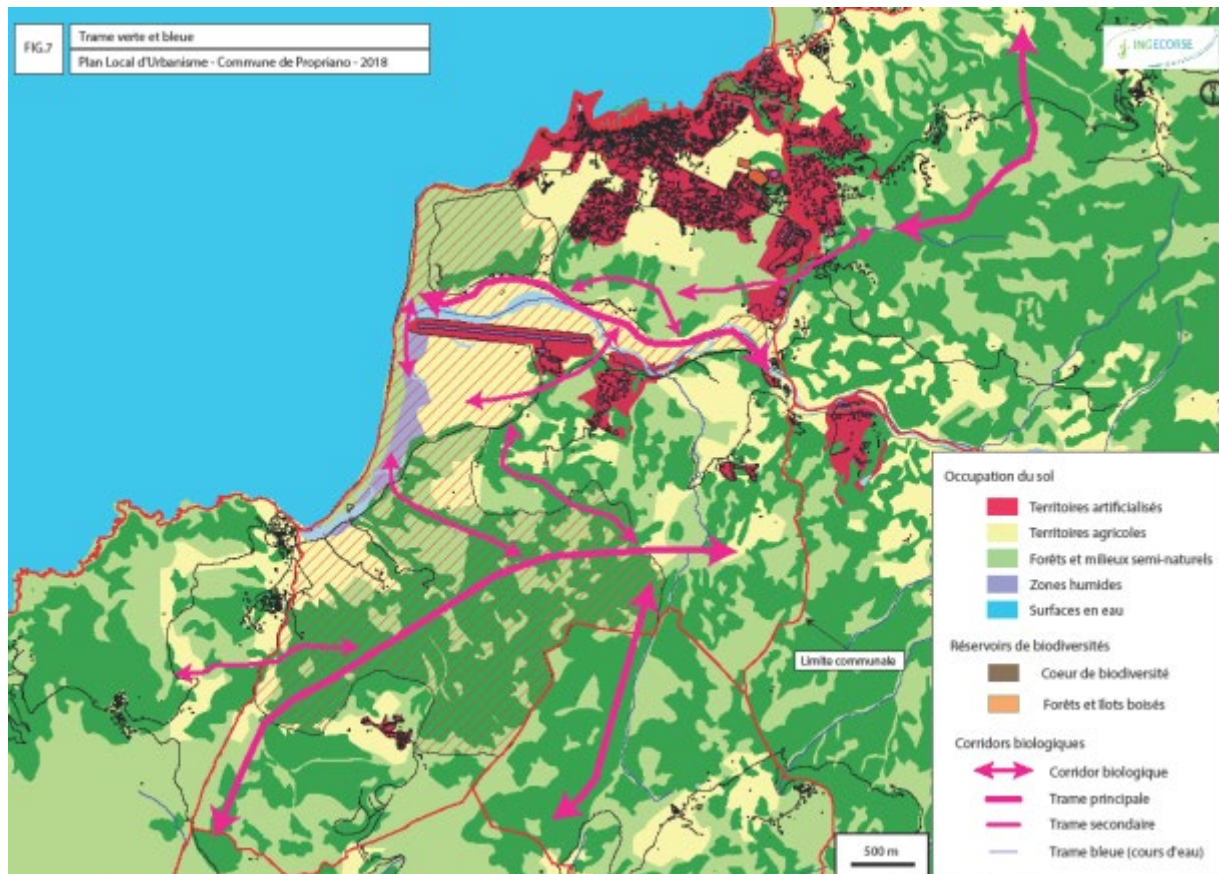 FIG.7
Trame verte et bleue
Plan Local d'Urbanisme - Commune de Propriano - 2018
INGECORSE
Limite communale
500 m
Occupation du sol
Territoires artificialisés
Territoires agricoles
Forêts et milieux semi-naturels
Zones humides
Surfaces en eau
Réservoirs de biodiversités
Coeur de biodiversité
Forêts et îlots boisés
Corridors biologiques
Corridor biologique
Trame principale
Trame secondaire
Trame bleue (cours d'eau)